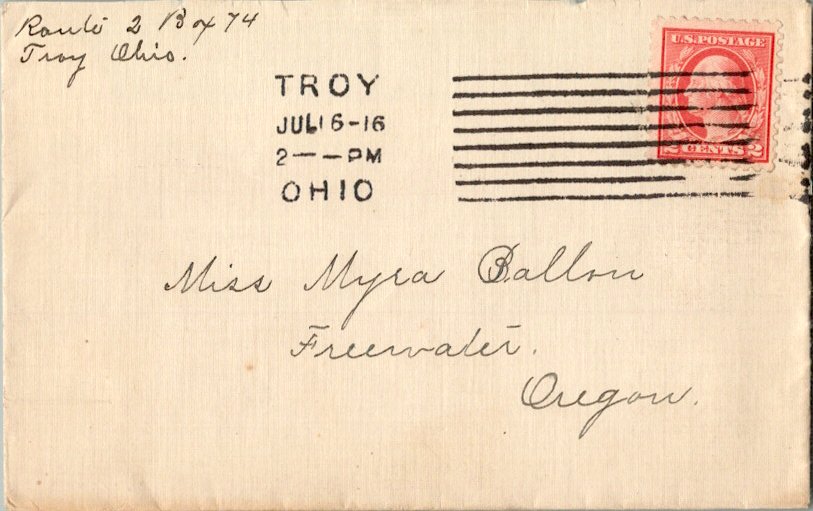 Route 2 Box 74
Troy Ohio.
TROY
JUL 6-16
2 — — PM
OHIO
U.S. POSTAGE
2 CENTS 2
Miss Myra Ballou
Freewater.
Oregon.